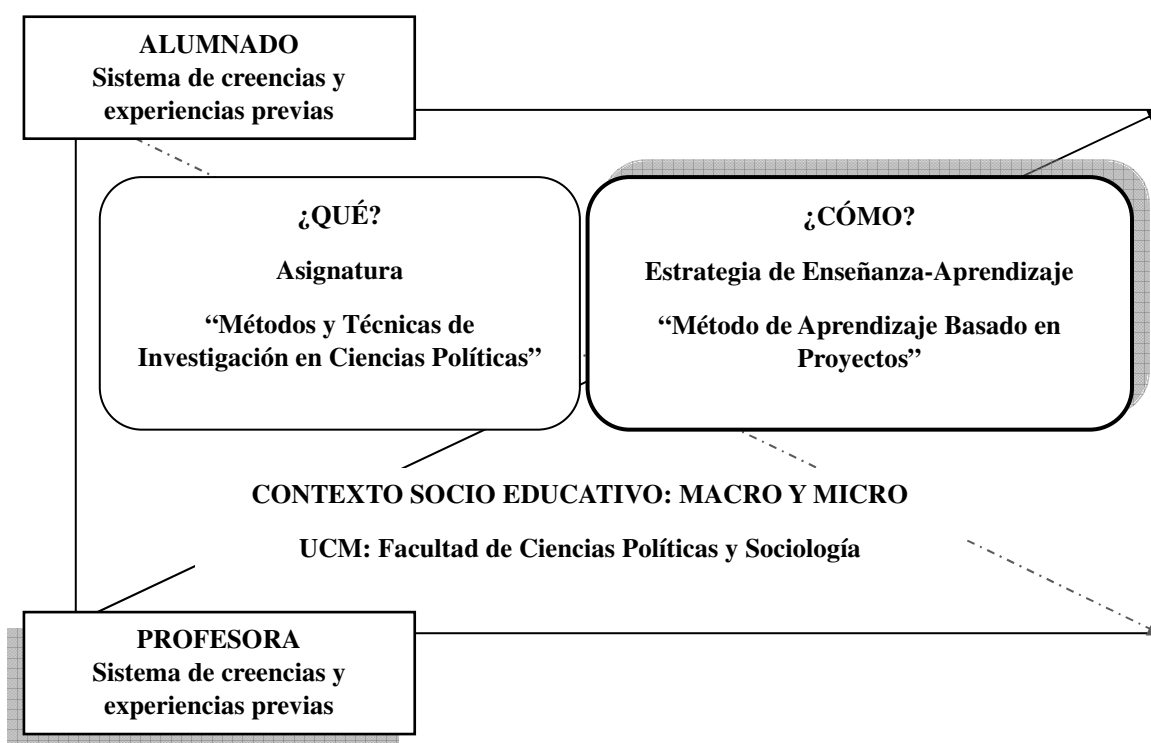 ALUMNADO
Sistema de creencias y
experiencias previas
¿QUÉ?
Asignatura
“Métodos y Técnicas de
Investigación en Ciencias Políticas”
¿CÓMO?
Estrategia de Enseñanza-Aprendizaje
“Método de Aprendizaje Basado en
Proyectos”
CONTEXTO SOCIO EDUCATIVO: MACRO Y MICRO
UCM: Facultad de Ciencias Políticas y Sociología
PROFESORA
Sistema de creencias y
experiencias previas